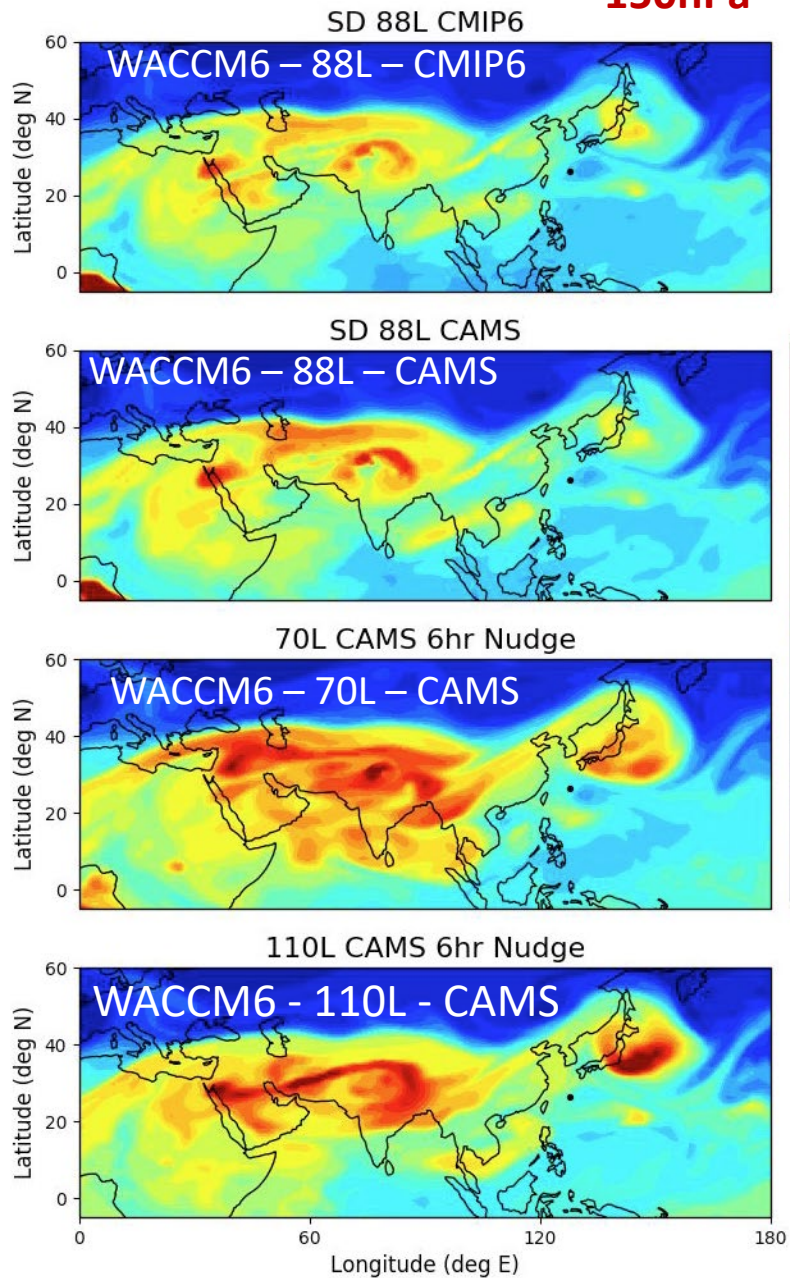 SD 88L CMIP6
WACCM6 – 88L – CMIP6
60
40
20
0
Latitude (deg N)
SD 88L CAMS
WACCM6 – 88L – CAMS
60
40
20
0
Latitude (deg N)
70L CAMS 6hr Nudge
WACCM6 – 70L – CAMS
60
40
20
0
Latitude (deg N)
110L CAMS 6hr Nudge
WACCM6 - 110L - CAMS
60
40
20
0
Latitude (deg N)
0 60 120 180
Longitude (deg E)